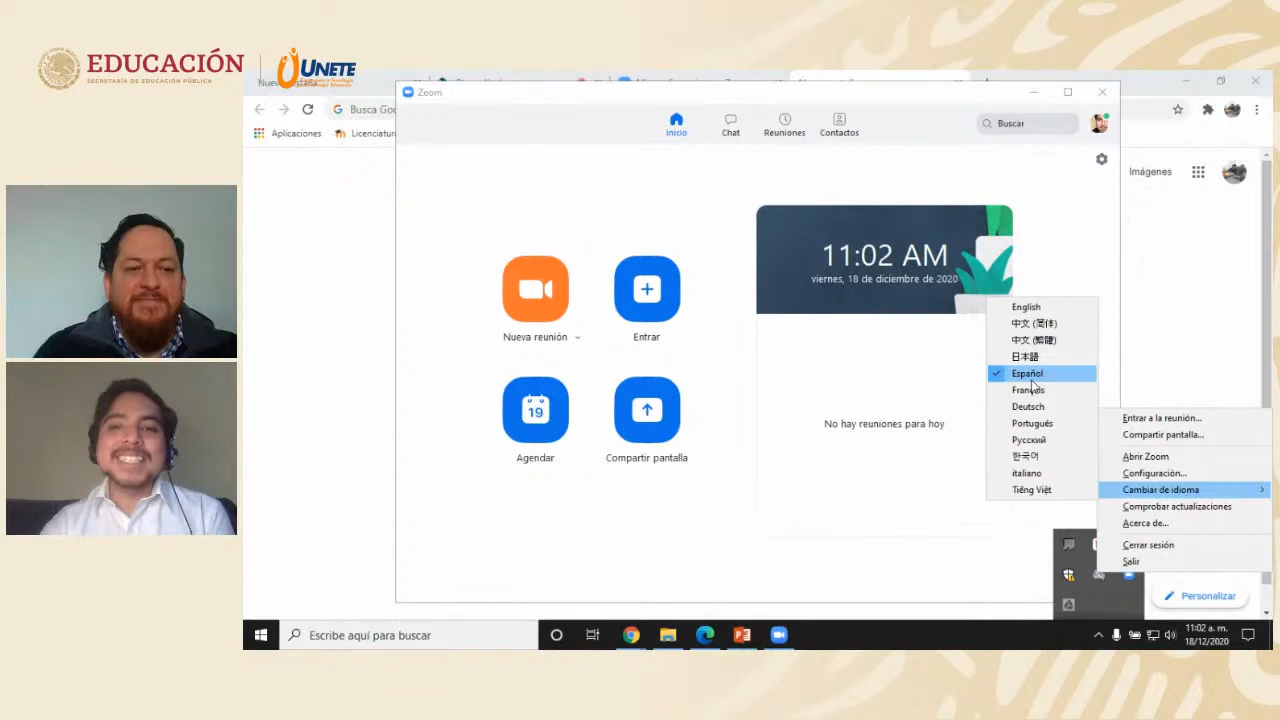 EDUCACIÓN
SECRETARÍA DE EDUCACIÓN PÚBLICA
UNETE
Zoom
Busca Goo
Aplicaciones
Licenciatura
Inicio
Chat
Reuniones
Contactos
Buscar
Imágenes
11:02 AM
viernes, 18 de diciembre de 2020
Nueva reunión
Entrar
19
Agendar
Compartir pantalla
No hay reuniones para hoy
English
中文 (简体)
中文 (繁體)
日本語
Español
Français
Deutsch
Português
Русский
한국어
italiano
Tiếng Việt
Entrar a la reunión...
Compartir pantalla...
Abrir Zoom
Configuración...
Cambiar de idioma
Comprobar actualizaciones
Acerca de...
Cerrar sesión
Salir
Personalizar
Escribe aquí para buscar
11:02 a. m.
18/12/2020